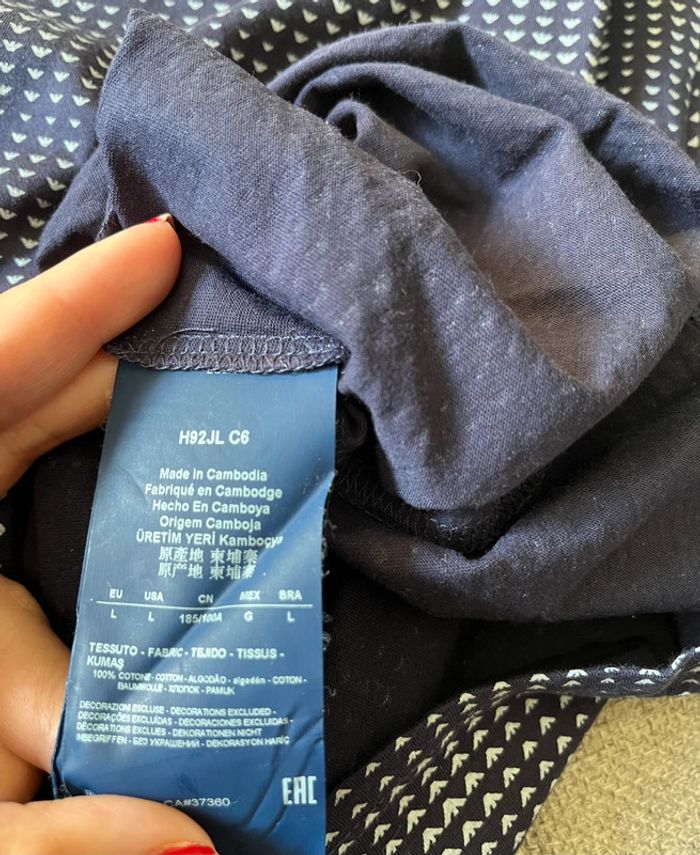 H92JL C6
Made in Cambodia
Fabriqué en Cambodge
Hecho En Camboya
Origem Camboja
ÜRETİM YERİ Kamboçya
原産地 柬埔寨
原产地 柬埔寨
EU USA CN MEX BRA
L L 185/100A G L
TESSUTO - FABRIC - TEJIDO - TISSUS -
KUMAŞ
100% COTONE - COTTON - ALGODÃO - algodón - COTON -
BAUMWOLLE - ХЛОПОК - PAMUK
DECORAZIONI ESCLUSE - DECORATIONS EXCLUDED -
DECORAÇÕES EXCLUÍDAS - DECORACIONES EXCLUIDAS -
DÉCORATIONS EXCLUES - DEKORATIONEN NICHT
INBEGRIFFEN - БЕЗ УКРАШЕНИЙ - DEKORASYON HARİÇ
EAC
CA#37360